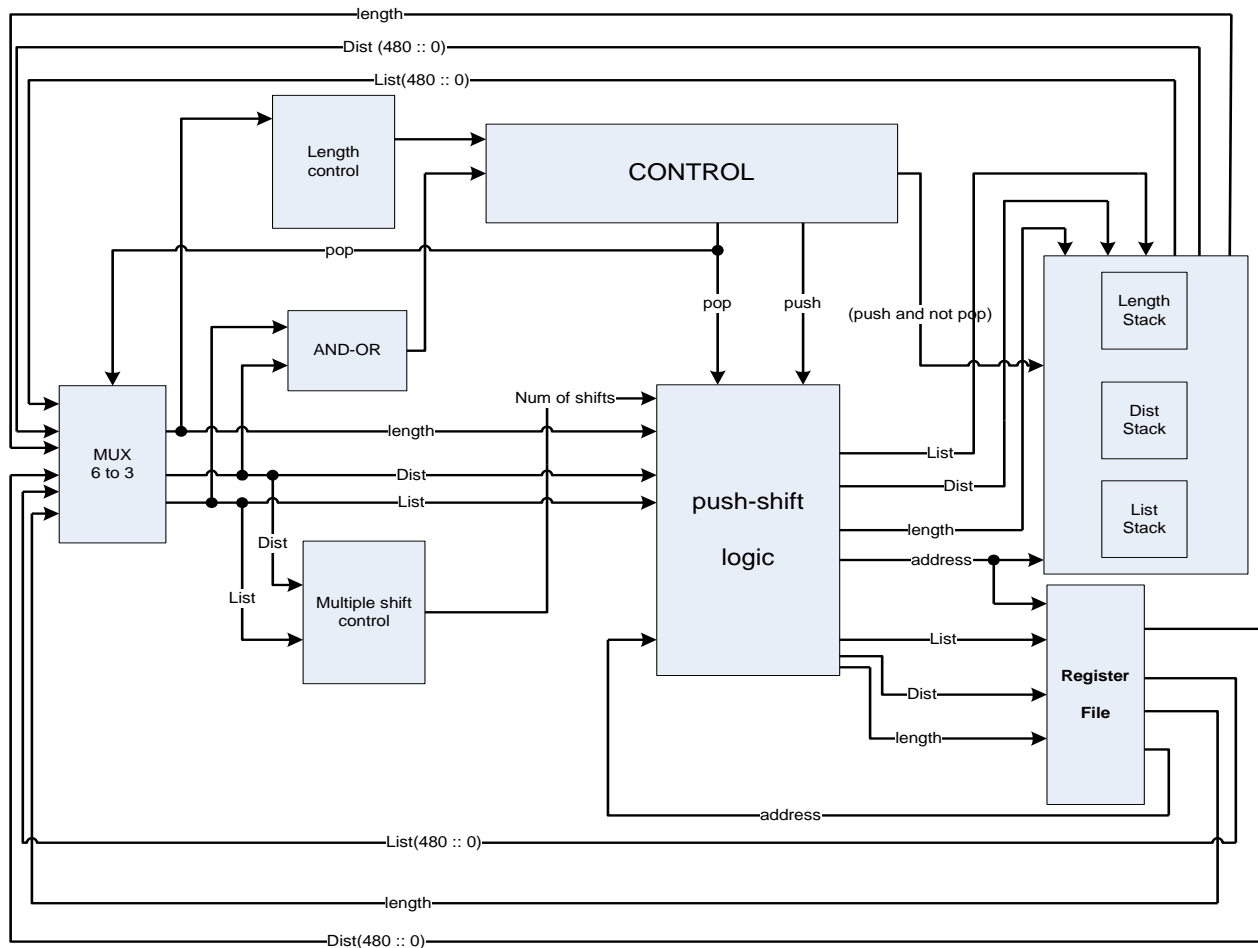 length
Dist (480 :: 0)
List(480 :: 0)
Length
control
CONTROL
pop
pop
push
(push and not pop)
Length
Stack
AND-OR
Num of shifts
MUX
6 to 3
length
Dist
List
Dist
List
Multiple shift
control
push-shift
logic
List
Dist
length
address
Dist
Stack
List
Stack
List
Dist
length
Register
File
address
List(480 :: 0)
length
Dist(480 :: 0)